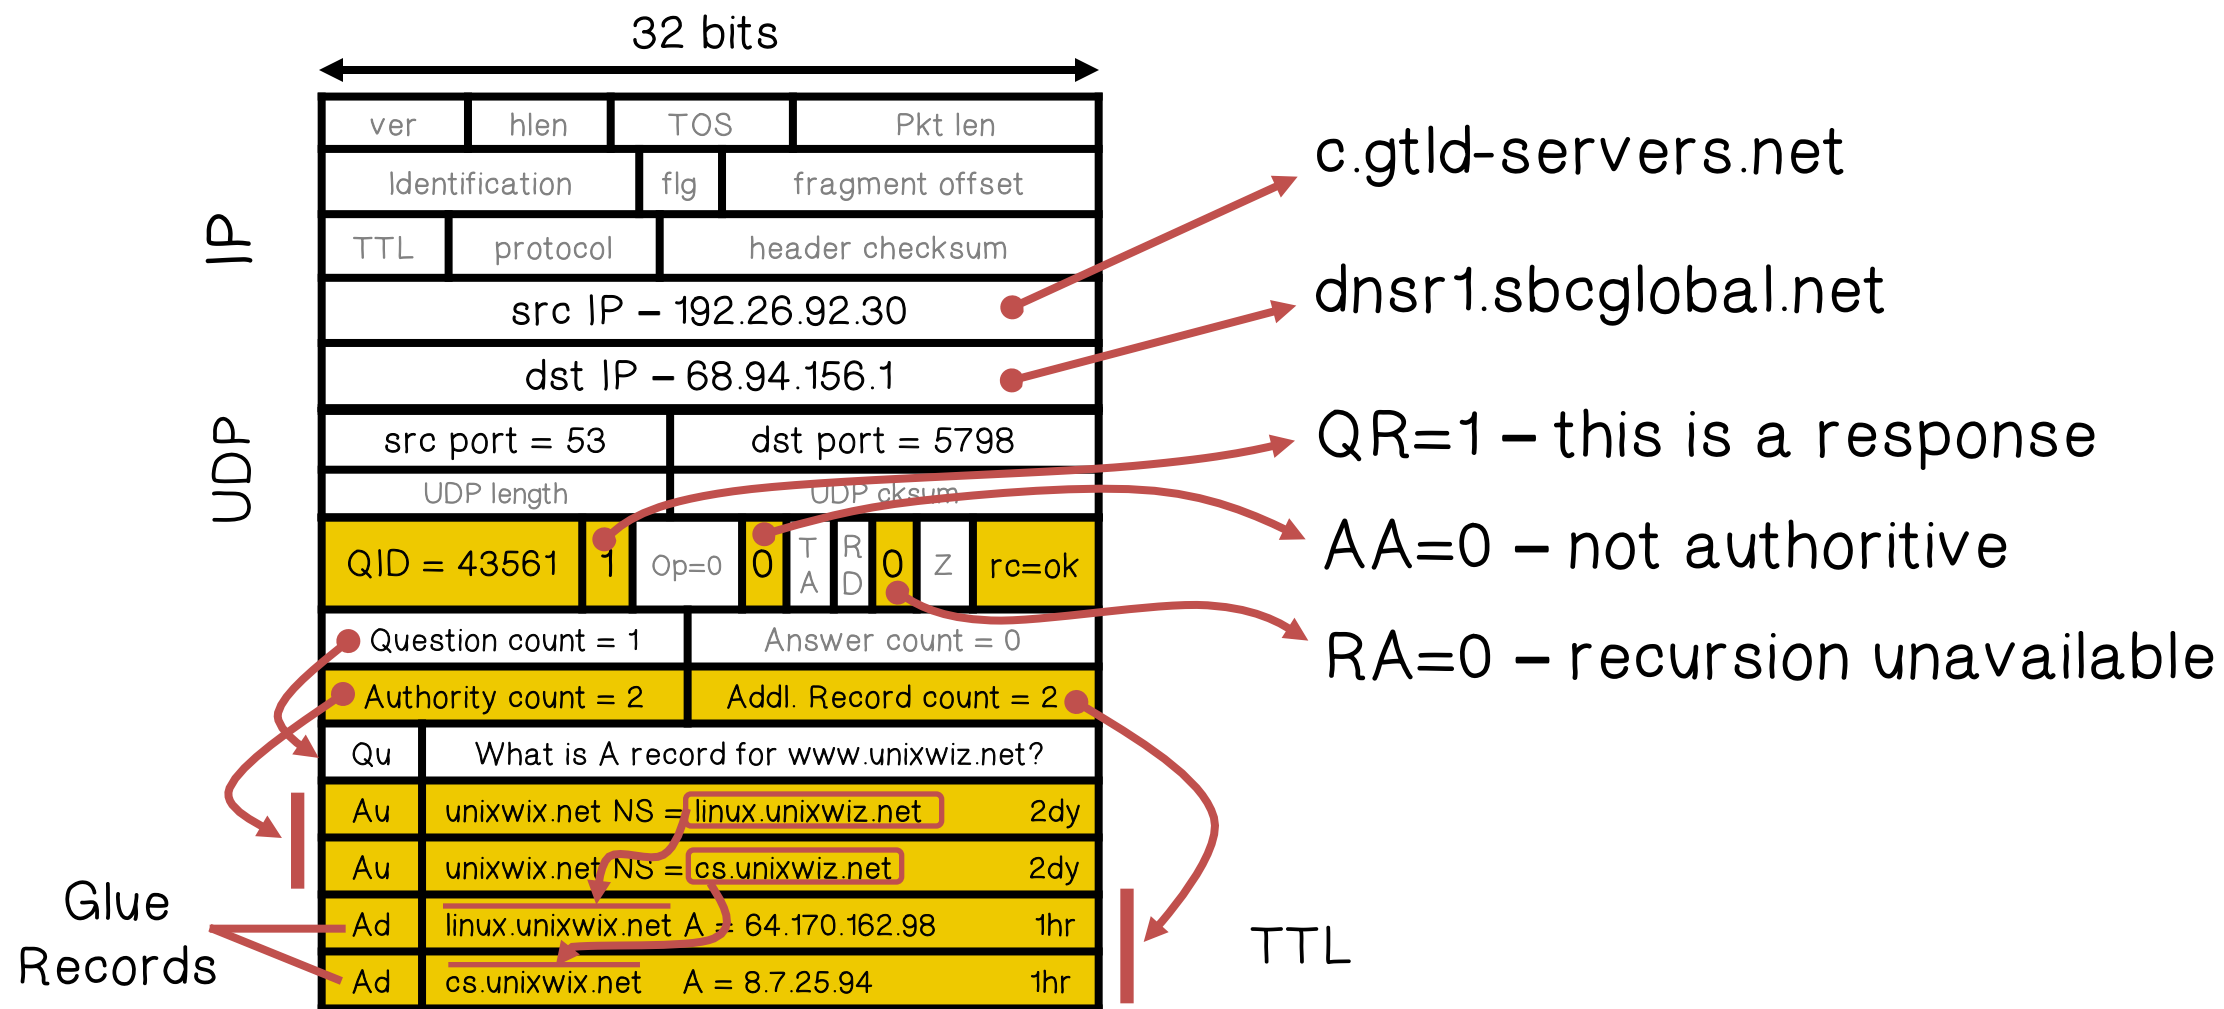 32 bits
ver hlen TOS Pkt len
Identification flg fragment offset
TTL protocol header checksum
IP
src IP – 192.26.92.30
c.gtld-servers.net
dst IP – 68.94.156.1
dnsr1.sbcglobal.net
UDP
src port = 53 dst port = 5798
UDP length UDP cksum
QID = 43561 1 Op=0 0 TA RD 0 Z rc=ok
QR=1 – this is a response
AA=0 – not authoritive
RA=0 – recursion unavailable
Question count = 1 Answer count = 0
Authority count = 2 Addl. Record count = 2
Qu What is A record for www.unixwiz.net?
Au unixwix.net NS = linux.unixwiz.net 2dy
Au unixwix.net NS = cs.unixwiz.net 2dy
Ad linux.unixwix.net A = 64.170.162.98 1hr
Ad cs.unixwix.net A = 8.7.25.94 1hr
Glue
Records
TTL